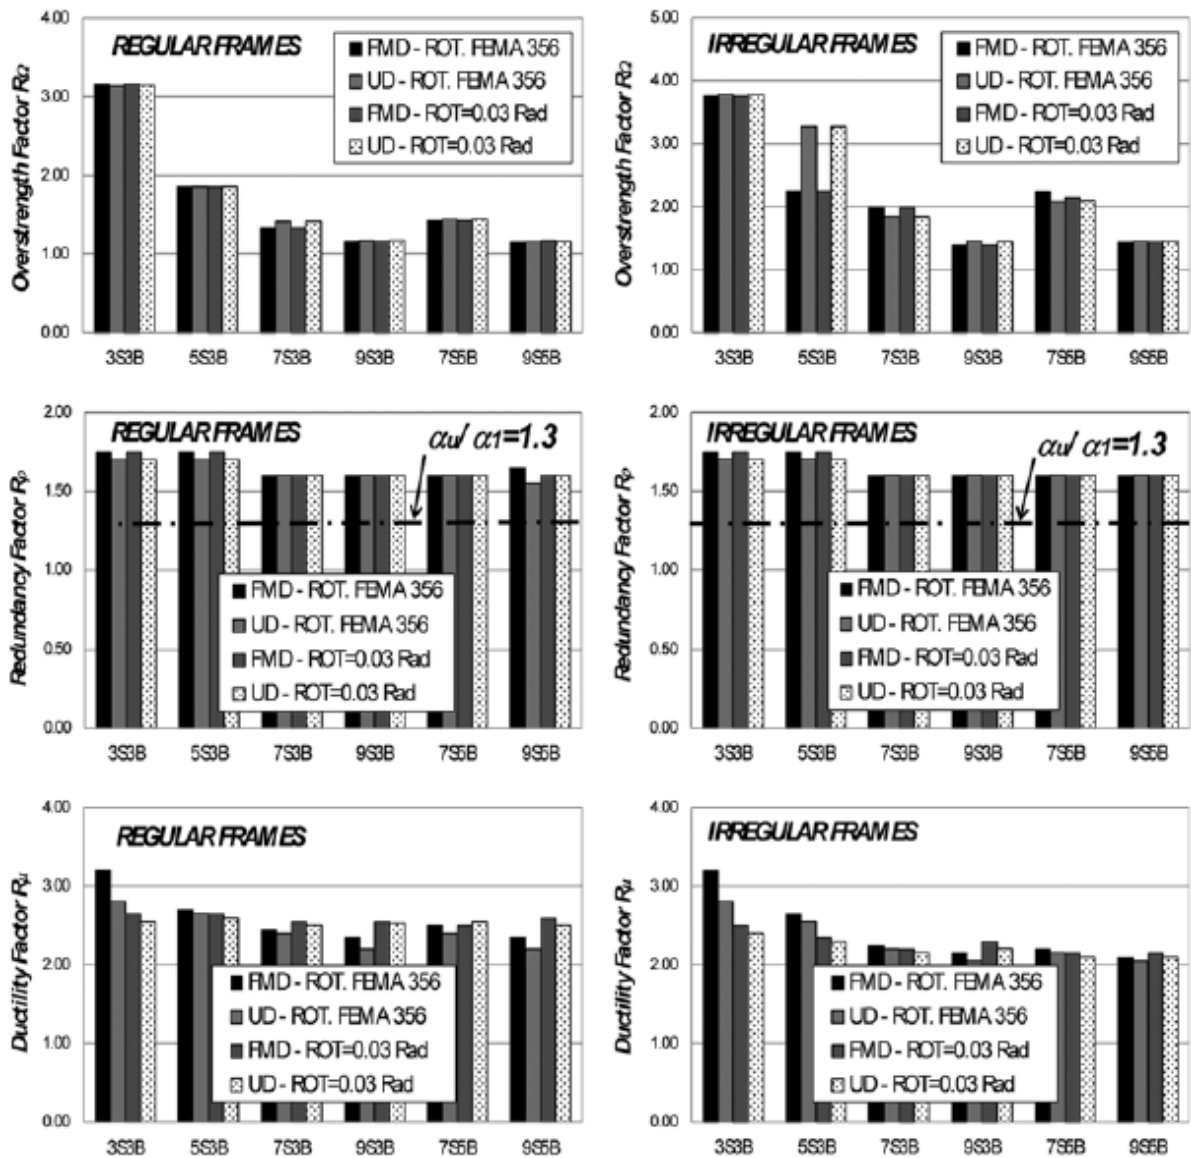 4.00
3.00
2.00
1.00
0.00
Overstrength Factor RΩ
REGULAR FRAMES
FMD - ROT. FEMA 356
UD - ROT. FEMA 356
FMD - ROT=0.03 Rad
UD - ROT=0.03 Rad
3S3B 5S3B 7S3B 9S3B 7S5B 9S5B
5.00
4.00
3.00
2.00
1.00
0.00
Overstrength Factor RΩ
IRREGULAR FRAMES
FMD - ROT. FEMA 356
UD - ROT. FEMA 356
FMD - ROT=0.03 Rad
UD - ROT=0.03 Rad
3S3B 5S3B 7S3B 9S3B 7S5B 9S5B
2.00
1.50
1.00
0.50
0.00
Redundancy Factor Rρ
REGULAR FRAMES
αu/ α1=1.3
FMD - ROT. FEMA 356
UD - ROT. FEMA 356
FMD - ROT=0.03 Rad
UD - ROT=0.03 Rad
3S3B 5S3B 7S3B 9S3B 7S5B 9S5B
2.00
1.50
1.00
0.50
0.00
Redundancy Factor Rρ
IRREGULAR FRAMES
αu/ α1=1.3
FMD - ROT. FEMA 356
UD - ROT. FEMA 356
FMD - ROT=0.03 Rad
UD - ROT=0.03 Rad
3S3B 5S3B 7S3B 9S3B 7S5B 9S5B
4.00
3.00
2.00
1.00
0.00
Ductility Factor Rμ
REGULAR FRAMES
FMD - ROT. FEMA 356
UD - ROT. FEMA 356
FMD - ROT=0.03 Rad
UD - ROT=0.03 Rad
3S3B 5S3B 7S3B 9S3B 7S5B 9S5B
4.00
3.00
2.00
1.00
0.00
Ductility Factor Rμ
IRREGULAR FRAMES
FMD - ROT. FEMA 356
UD - ROT. FEMA 356
FMD - ROT=0.03 Rad
UD - ROT=0.03 Rad
3S3B 5S3B 7S3B 9S3B 7S5B 9S5B